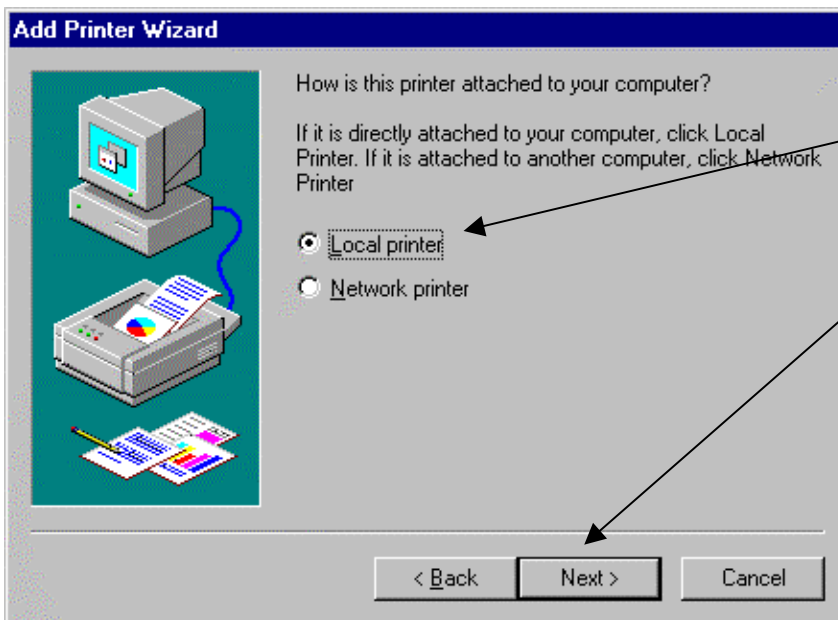 Add Printer Wizard
How is this printer attached to your computer?
If it is directly attached to your computer, click Local
Printer. If it is attached to another computer, click Network
Printer
Local printer
Network printer
< Back
Next >
Cancel